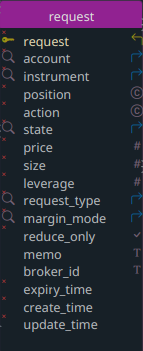 request
request
account
instrument
position
action
state
price
size
leverage
request_type
margin_mode
reduce_only
memo
broker_id
expiry_time
create_time
update_time